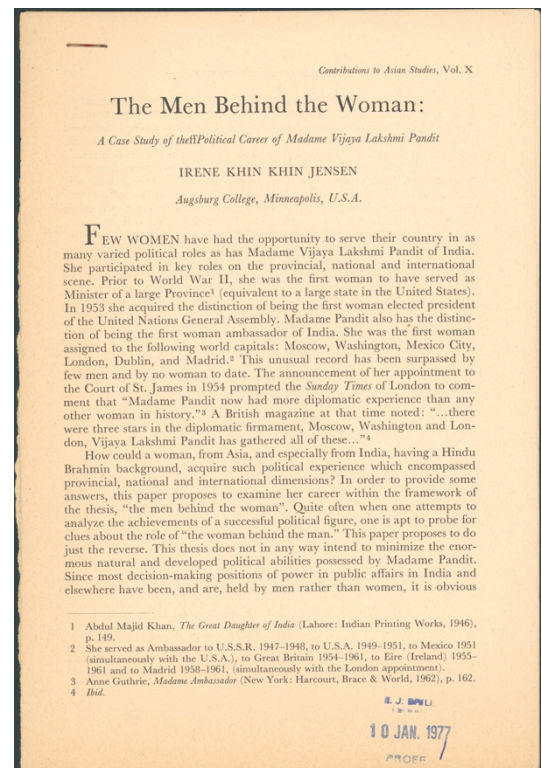 Contributions to Asian Studies, Vol. X
The Men Behind the Woman:
A Case Study of theffPolitical Career of Madame Vijaya Lakshmi Pandit
IRENE KHIN KHIN JENSEN
Augsburg College, Minneapolis, U.S.A.
FEW WOMEN have had the opportunity to serve their country in as
many varied political roles as has Madame Vijaya Lakshmi Pandit of India.
She participated in key roles on the provincial, national and international
scene. Prior to World War II, she was the first woman to have served as
Minister of a large Province¹ (equivalent to a large state in the United States).
In 1953 she acquired the distinction of being the first woman elected president
of the United Nations General Assembly. Madame Pandit also has the distinc-
tion of being the first woman ambassador of India. She was the first woman
assigned to the following world capitals: Moscow, Washington, Mexico City,
London, Dublin, and Madrid.² This unusual record has been surpassed by
few men and by no woman to date. The announcement of her appointment to
the Court of St. James in 1954 prompted the Sunday Times of London to com-
ment that "Madame Pandit now had more diplomatic experience than any
other woman in history."³ A British magazine at that time noted: "...there
were three stars in the diplomatic firmament, Moscow, Washington and Lon-
don, Vijaya Lakshmi Pandit has gathered all of these..."⁴
How could a woman, from Asia, and especially from India, having a Hindu
Brahmin background, acquire such political experience which encompassed
provincial, national and international dimensions? In order to provide some
answers, this paper proposes to examine her career within the framework of
the thesis, "the men behind the woman". Quite often when one attempts to
analyze the achievements of a successful political figure, one is apt to probe for
clues about the role of "the woman behind the man." This paper proposes to do
just the reverse. This thesis does not in any way intend to minimize the enor-
mous natural and developed political abilities possessed by Madame Pandit.
Since most decision-making positions of power in public affairs in India and
elsewhere have been, and are, held by men rather than women, it is obvious
1 Abdul Majid Khan, The Great Daughter of India (Lahore: Indian Printing Works, 1946),
p. 149.
2 She served as Ambassador to U.S.S.R. 1947–1948, to U.S.A. 1949–1951, to Mexico 1951
(simultaneously with the U.S.A.), to Great Britain 1954–1961, to Eire (Ireland) 1955–
1961 and to Madrid 1958–1961, (simultaneously with the London appointment).
3 Anne Guthrie, Madame Ambassador (New York: Harcourt, Brace & World, 1962), p. 162.
4 Ibid.
E. J. BRILL
10 JAN. 1977
PROEF